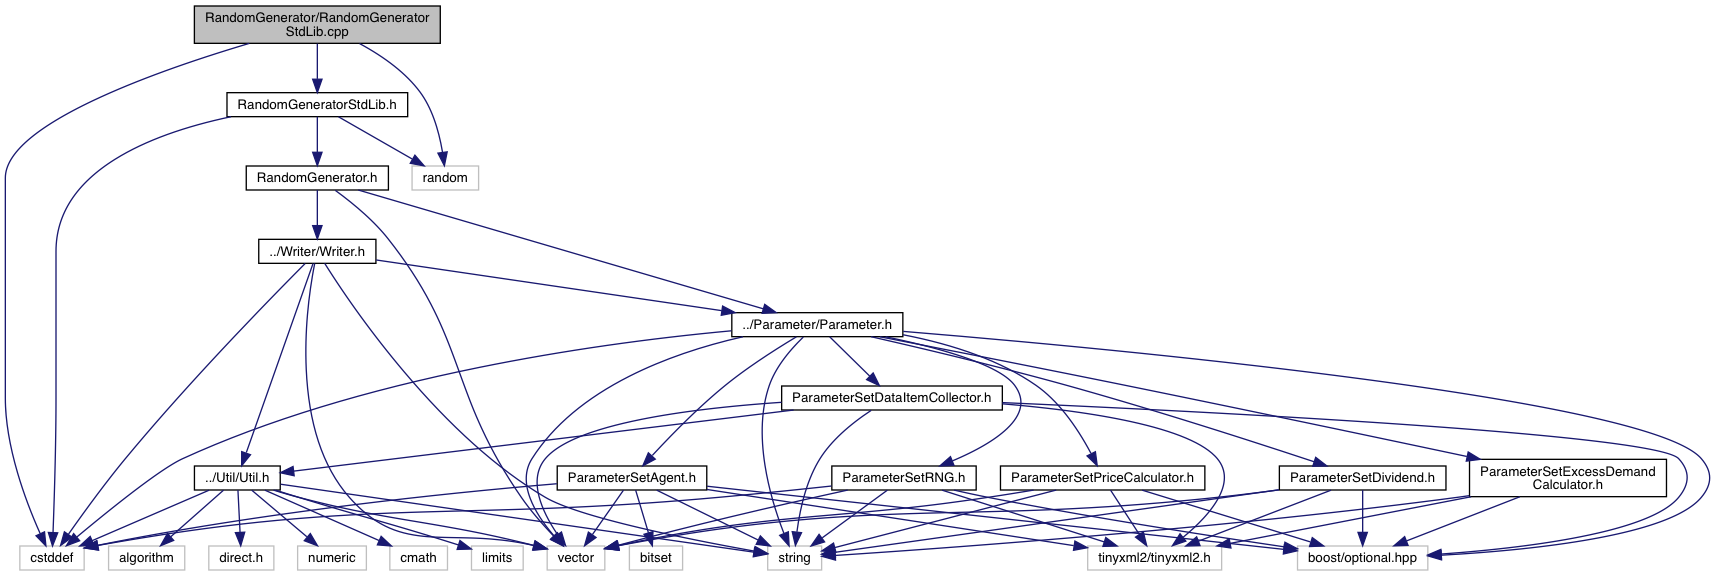 RandomGenerator/RandomGenerator
StdLib.cpp
RandomGeneratorStdLib.h
RandomGenerator.h
random
../Writer/Writer.h
../Parameter/Parameter.h
ParameterSetDataItemCollector.h
../Util/Util.h
ParameterSetAgent.h
ParameterSetRNG.h
ParameterSetPriceCalculator.h
ParameterSetDividend.h
ParameterSetExcessDemand
Calculator.h
cstddef
algorithm
direct.h
numeric
cmath
limits
vector
bitset
string
tinyxml2/tinyxml2.h
boost/optional.hpp